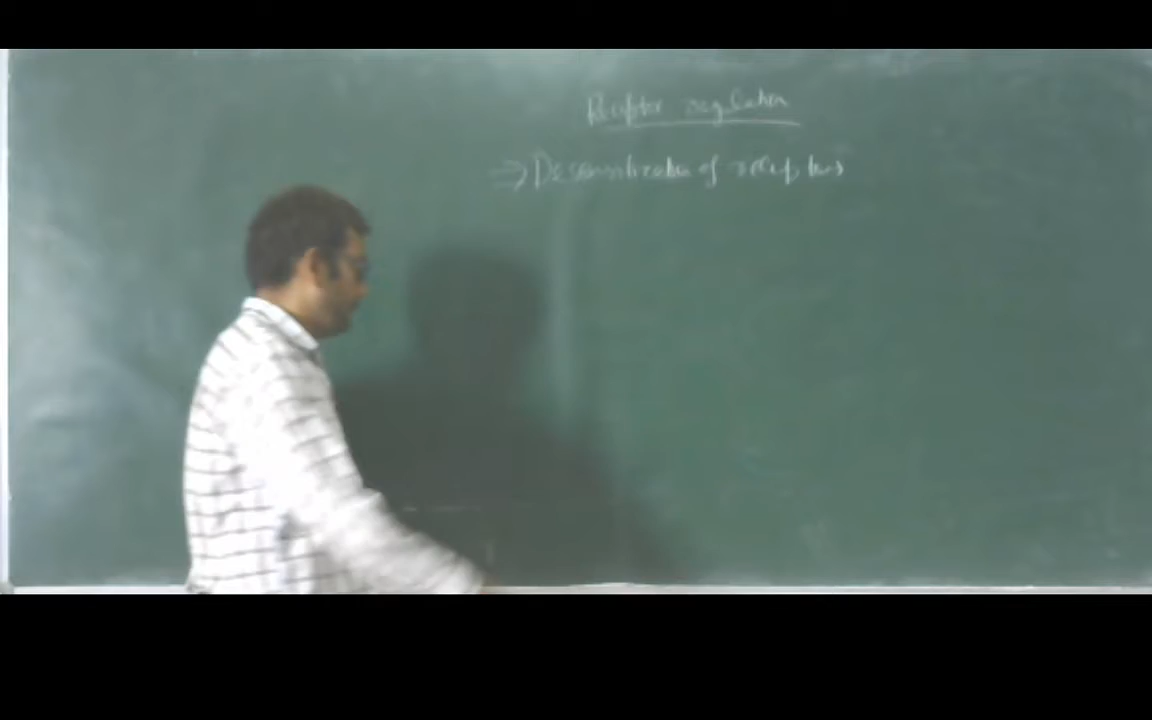 Receptor regulation
=> Desensitization of receptors